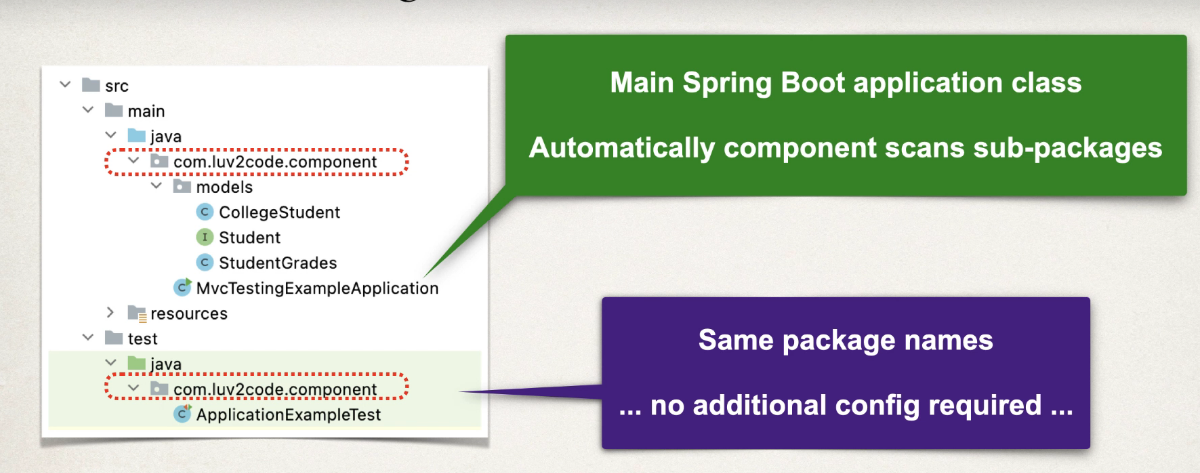 src
main
java
com.luv2code.component
models
C CollegeStudent
I Student
C StudentGrades
C MvcTestingExampleApplication
resources
test
java
com.luv2code.component
C ApplicationExampleTest
Main Spring Boot application class
Automatically component scans sub-packages
Same package names
... no additional config required ...